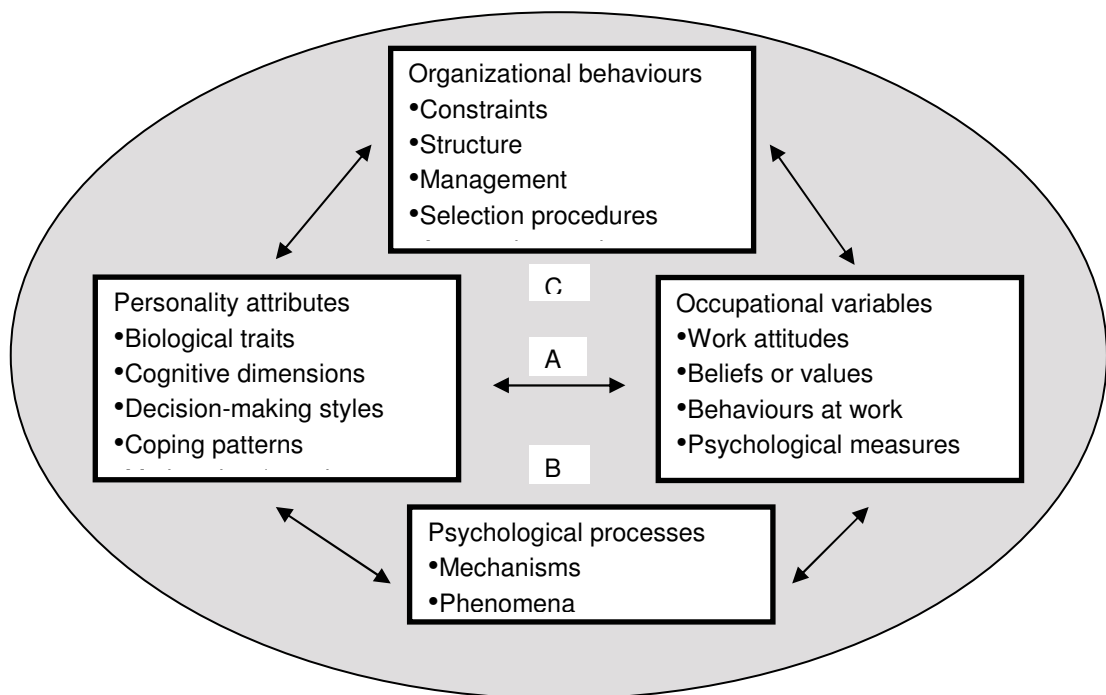 Organizational behaviours
•Constraints
•Structure
•Management
•Selection procedures
C
Personality attributes
•Biological traits
•Cognitive dimensions
•Decision-making styles
•Coping patterns
A
Occupational variables
•Work attitudes
•Beliefs or values
•Behaviours at work
•Psychological measures
B
Psychological processes
•Mechanisms
•Phenomena